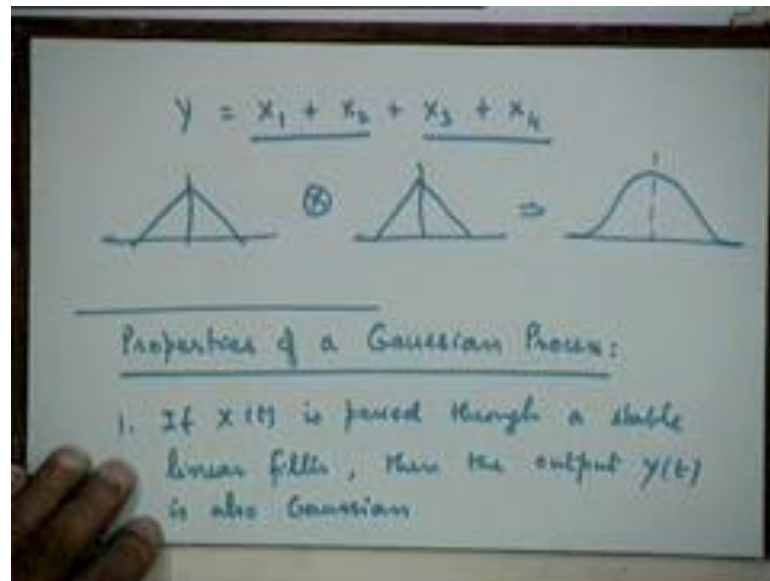 Y = X₁ + X₂ + X₃ + X₄
⊗ ⇒
Properties of a Gaussian Process:
1. If X(t) is passed through a stable
linear filter, then the output Y(t)
is also Gaussian